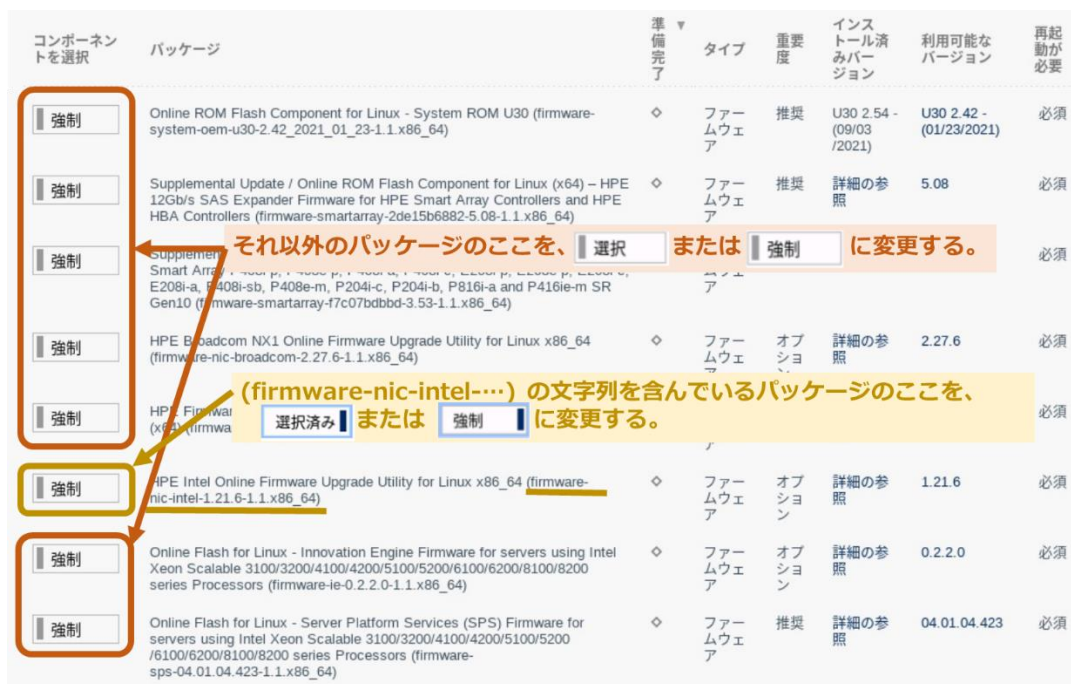 コンポーネン
トを選択
パッケージ
準
備
完
了
▼
タイプ
重要
度
インス
トール済
みバー
ジョン
利用可能な
バージョン
再起
動が
必要
強制
Online ROM Flash Component for Linux - System ROM U30 (firmware-
system-oem-u30-2.42_2021_01_23-1.1.x86_64)
ファー
ムウェ
ア
推奨
U30 2.54 -
(09/03
/2021)
U30 2.42 -
(01/23/2021)
必須
強制
Supplemental Update / Online ROM Flash Component for Linux (x64) – HPE
12Gb/s SAS Expander Firmware for HPE Smart Array Controllers and HPE
HBA Controllers (firmware-smartarray-2de15b6882-5.08-1.1.x86_64)
ファー
ムウェ
ア
推奨
詳細の参
照
5.08
必須
それ以外のパッケージのここを、 選択 または 強制 に変更する。
強制
Supplemen
Smart Array
E208i-a, P408i-sb, P408e-m, P204i-c, P204i-b, P816i-a and P416ie-m SR
Gen10 (firmware-smartarray-f7c07bdbbd-3.53-1.1.x86_64)
ア
必須
強制
HPE Broadcom NX1 Online Firmware Upgrade Utility for Linux x86_64
(firmware-nic-broadcom-2.27.6-1.1.x86_64)
ファー
ムウェ
オプ
ショ
詳細の参
照
2.27.6
必須
(firmware-nic-intel-…) の文字列を含んでいるパッケージのここを、
選択済み または 強制 に変更する。
強制
HPE Firmwa
(x64) (firmwa
必須
強制
HPE Intel Online Firmware Upgrade Utility for Linux x86_64 (firmware-
nic-intel-1.21.6-1.1.x86_64)
ファー
ムウェ
ア
オプ
ショ
ン
詳細の参
照
1.21.6
必須
強制
Online Flash for Linux - Innovation Engine Firmware for servers using Intel
Xeon Scalable 3100/3200/4100/4200/5100/5200/6100/6200/8100/8200
series Processors (firmware-ie-0.2.2.0-1.1.x86_64)
ファー
ムウェ
ア
オプ
ショ
ン
詳細の参
照
0.2.2.0
必須
強制
Online Flash for Linux - Server Platform Services (SPS) Firmware for
servers using Intel Xeon Scalable 3100/3200/4100/4200/5100/5200
/6100/6200/8100/8200 series Processors (firmware-
sps-04.01.04.423-1.1.x86_64)
ファー
ムウェ
ア
推奨
詳細の参
照
04.01.04.423
必須